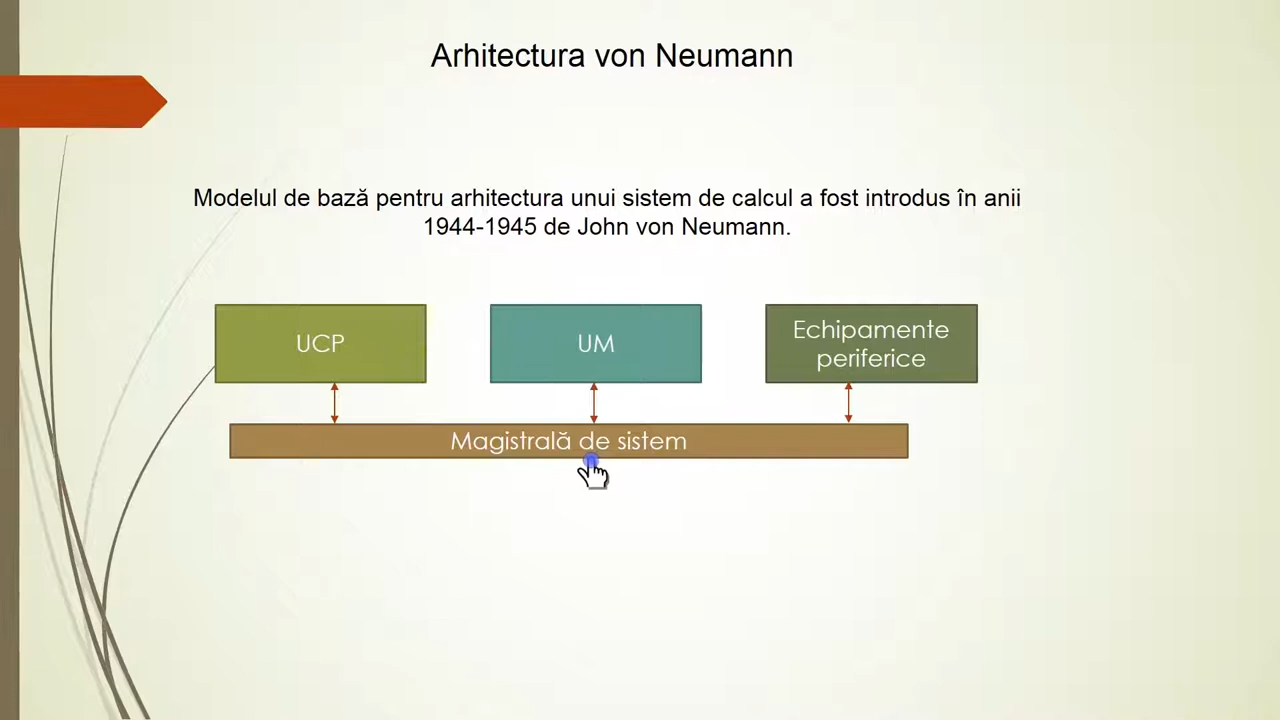 Arhitectura von Neumann
Modelul de bază pentru arhitectura unui sistem de calcul a fost introdus în anii
1944-1945 de John von Neumann.
UCP
UM
Echipamente
periferice
Magistrală de sistem